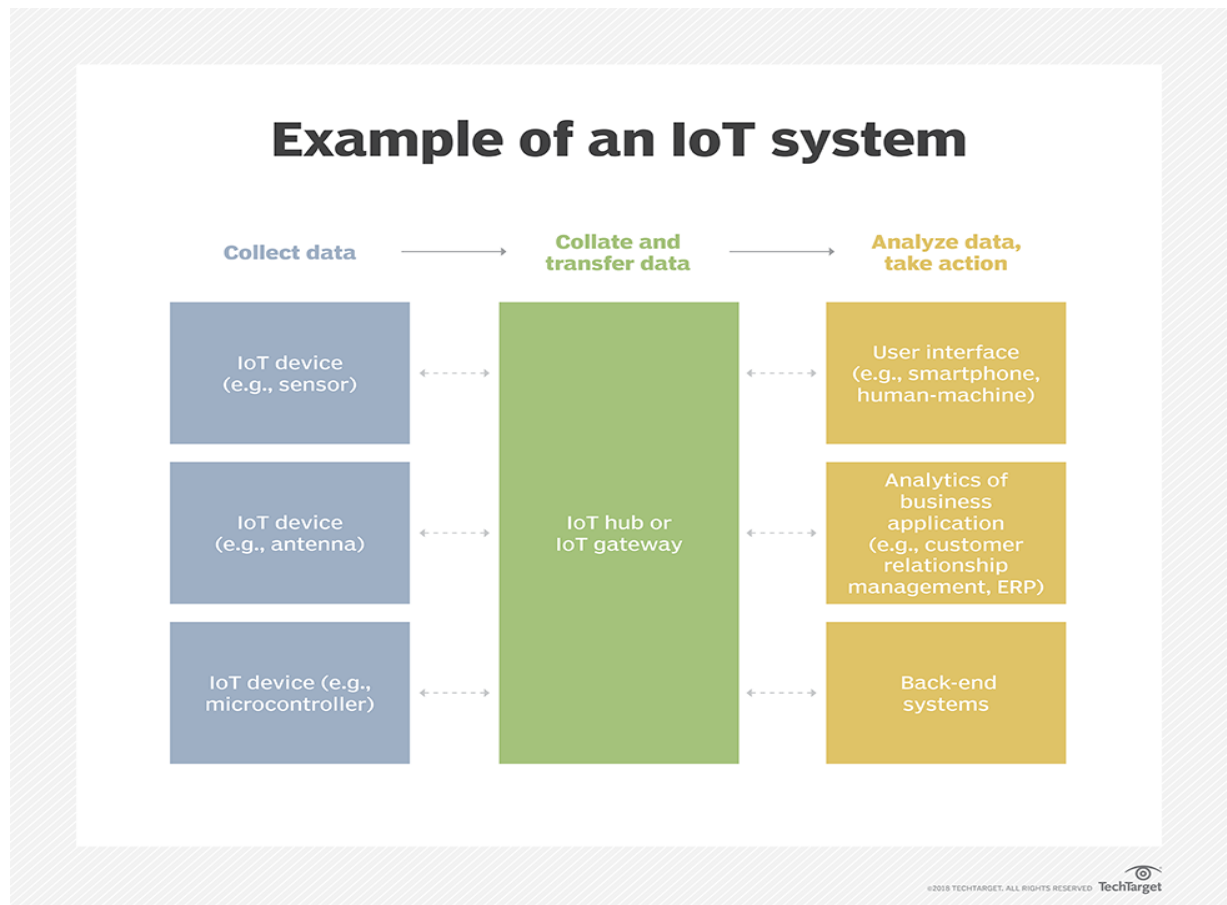 Example of an IoT system
Collect data
Collate and
transfer data
Analyze data,
take action
IoT device
(e.g., sensor)
IoT device
(e.g., antenna)
IoT device (e.g.,
microcontroller)
IoT hub or
IoT gateway
User interface
(e.g., smartphone,
human-machine)
Analytics of
business
application
(e.g., customer
relationship
management, ERP)
Back-end
systems
©2018 TECHTARGET. ALL RIGHTS RESERVED TechTarget